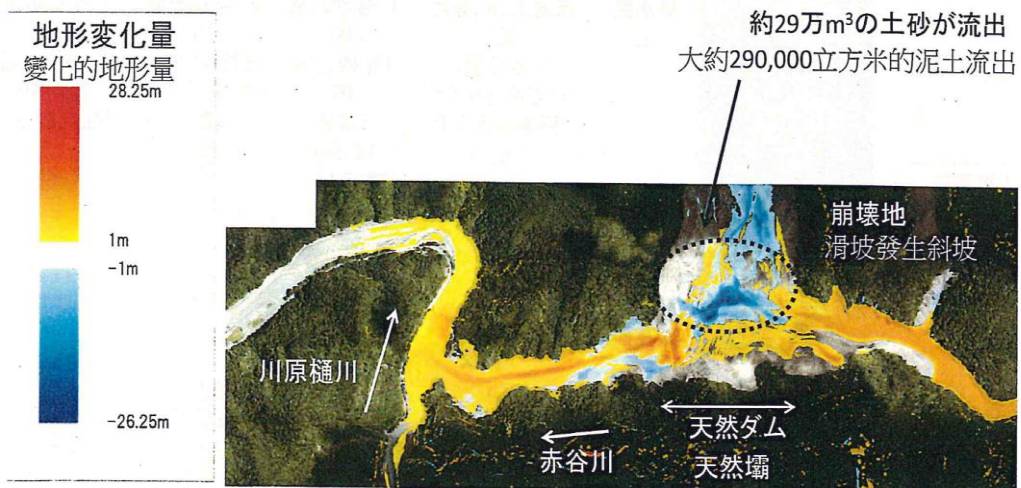 地形変化量
變化的地形量
28.25m
1m
-1m
-26.25m
約29万m³の土砂が流出
大約290,000立方米的泥土流出
崩壊地
滑坡發生斜坡
川原樋川
赤谷川
天然ダム
天然壩